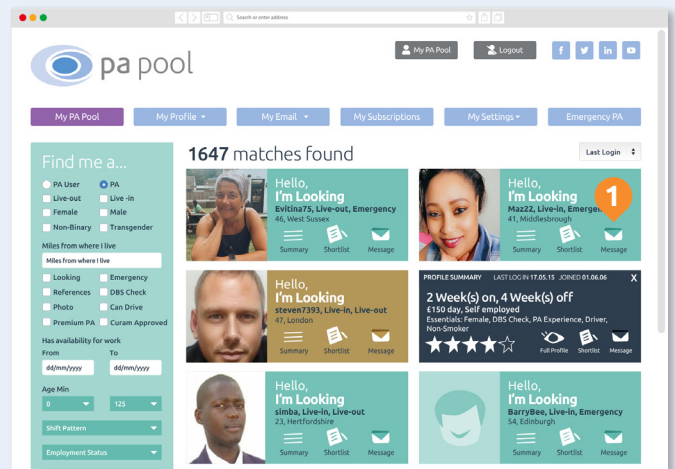 Search or enter address
pa pool
My PA Pool
Logout
My PA Pool
My Profile
My Email
My Subscriptions
My Settings
Emergency PA
Find me a...
PA User PA
Live-out Live -in
Female Male
Non-Binary Transgender
Miles from where I live
Miles from where I live
Looking Emergency
References DBS Check
Photo Can Drive
Premium PA Curam Approved
Has availability for work
From To
dd/mm/yyyy dd/mm/yyyy
Age Min
0 125
Shift Pattern
Employment Status
1647 matches found
Last Login
Hello,
I'm Looking
Evitina75, Live-out, Emergency
46, West Sussex
Summary Shortlist Message
Hello,
I'm Looking
Maz22, Live-in, Emergen
41, Middlesbrough
Summary Shortlist Message
1
Hello,
I'm Looking
steven7393, Live-in, Live-out
47, London
Summary Shortlist Message
PROFILE SUMMARY LAST LOG IN 17.05.15 JOINED 01.06.06 X
2 Week(s) on, 4 Week(s) off
£150 day, Self employed
Essentials: Female, DBS Check, PA Experience, Driver,
Non-Smoker
Full Profile Shortlist Message
Hello,
I'm Looking
simba, Live-in, Live-out
23, Hertfordshire
Summary Shortlist Message
Hello,
I'm Looking
BarryBee, Live-in, Emergency
54, Edinburgh
Summary Shortlist Message